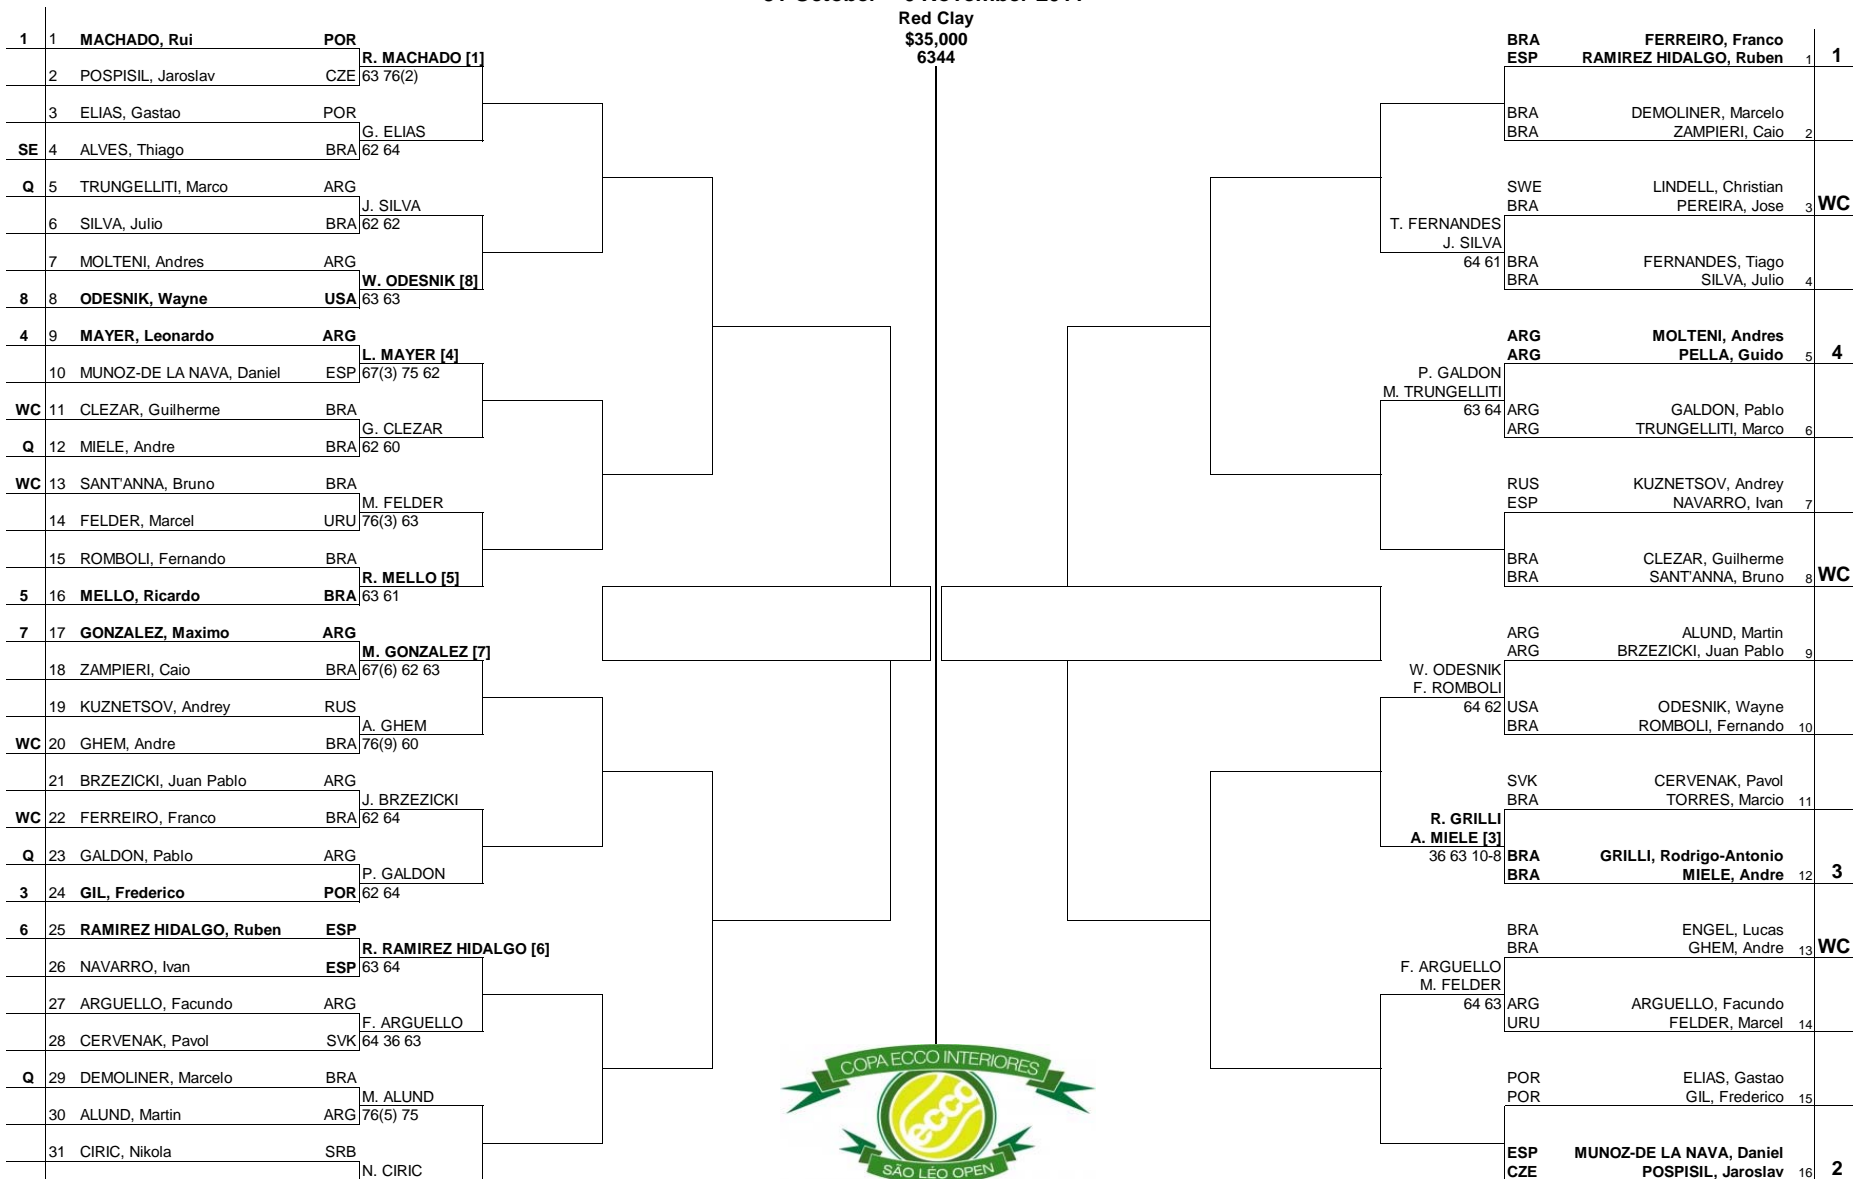 Red Clay
$35,000
6344
1 1 MACHADO, Rui POR
R. MACHADO [1]
2 POSPISIL, Jaroslav CZE 63 76(2)
3 ELIAS, Gastao POR
G. ELIAS
SE 4 ALVES, Thiago BRA 62 64
Q 5 TRUNGELLITI, Marco ARG
J. SILVA
6 SILVA, Julio BRA 62 62
7 MOLTENI, Andres ARG
W. ODESNIK [8]
8 8 ODESNIK, Wayne USA 63 63
4 9 MAYER, Leonardo ARG
L. MAYER [4]
10 MUNOZ-DE LA NAVA, Daniel ESP 67(3) 75 62
WC 11 CLEZAR, Guilherme BRA
G. CLEZAR
Q 12 MIELE, Andre BRA 62 60
WC 13 SANT'ANNA, Bruno BRA
M. FELDER
14 FELDER, Marcel URU 76(3) 63
15 ROMBOLI, Fernando BRA
R. MELLO [5]
5 16 MELLO, Ricardo BRA 63 61
7 17 GONZALEZ, Maximo ARG
M. GONZALEZ [7]
18 ZAMPIERI, Caio BRA 67(6) 62 63
19 KUZNETSOV, Andrey RUS
A. GHEM
WC 20 GHEM, Andre BRA 76(9) 60
21 BRZEZICKI, Juan Pablo ARG
J. BRZEZICKI
WC 22 FERREIRO, Franco BRA 62 64
Q 23 GALDON, Pablo ARG
P. GALDON
3 24 GIL, Frederico POR 62 64
6 25 RAMIREZ HIDALGO, Ruben ESP
R. RAMIREZ HIDALGO [6]
26 NAVARRO, Ivan ESP 63 64
27 ARGUELLO, Facundo ARG
F. ARGUELLO
28 CERVENAK, Pavol SVK 64 36 63
Q 29 DEMOLINER, Marcelo BRA
M. ALUND
30 ALUND, Martin ARG 76(5) 75
31 CIRIC, Nikola SRB
N. CIRIC
COPA ECCO INTERIORES
ecco
SÃO LÉO OPEN
BRA FERREIRO, Franco
ESP RAMIREZ HIDALGO, Ruben 1 1
BRA DEMOLINER, Marcelo
BRA ZAMPIERI, Caio 2
SWE LINDELL, Christian
BRA PEREIRA, Jose 3 WC
T. FERNANDES
J. SILVA
64 61 BRA FERNANDES, Tiago
BRA SILVA, Julio 4
ARG MOLTENI, Andres
ARG PELLA, Guido 5 4
P. GALDON
M. TRUNGELLITI
63 64 ARG GALDON, Pablo
ARG TRUNGELLITI, Marco 6
RUS KUZNETSOV, Andrey
ESP NAVARRO, Ivan 7
BRA CLEZAR, Guilherme
BRA SANT'ANNA, Bruno 8 WC
ARG ALUND, Martin
ARG BRZEZICKI, Juan Pablo 9
W. ODESNIK
F. ROMBOLI
64 62 USA ODESNIK, Wayne
BRA ROMBOLI, Fernando 10
SVK CERVENAK, Pavol
BRA TORRES, Marcio 11
R. GRILLI
A. MIELE [3]
36 63 10-8 BRA GRILLI, Rodrigo-Antonio
BRA MIELE, Andre 12 3
BRA ENGEL, Lucas
BRA GHEM, Andre 13 WC
F. ARGUELLO
M. FELDER
64 63 ARG ARGUELLO, Facundo
URU FELDER, Marcel 14
POR ELIAS, Gastao
POR GIL, Frederico 15
ESP MUNOZ-DE LA NAVA, Daniel
CZE POSPISIL, Jaroslav 16 2